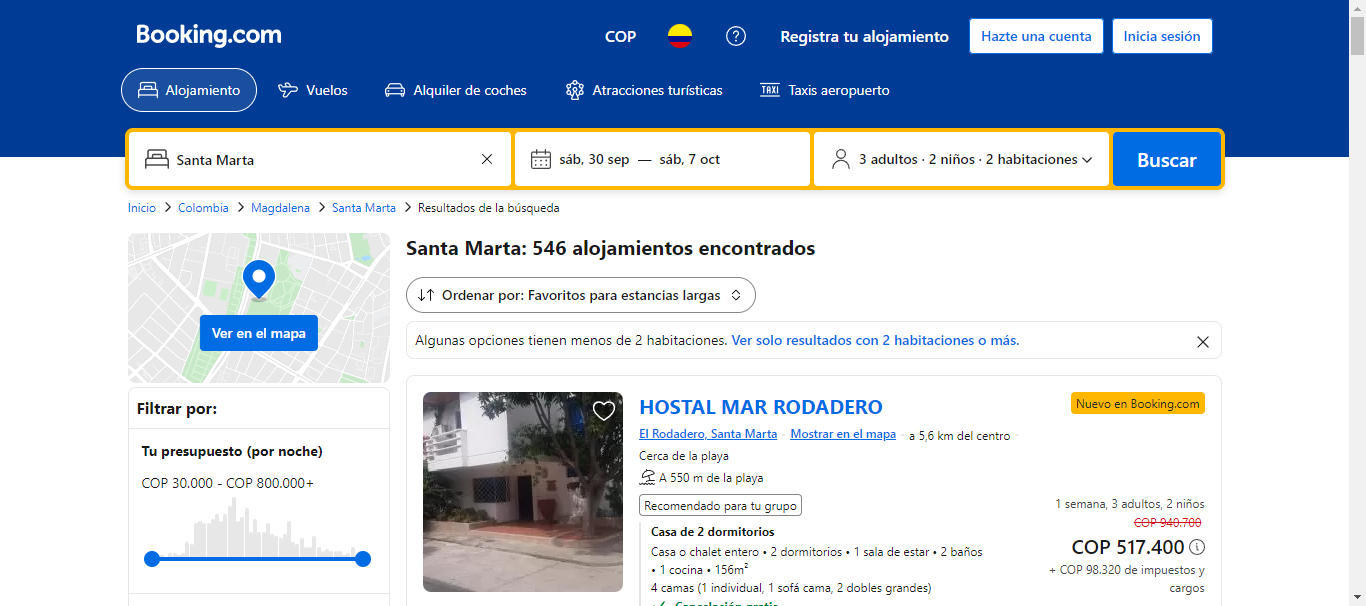 Booking.com
COP
Registra tu alojamiento
Hazte una cuenta
Inicia sesión
Alojamiento
Vuelos
Alquiler de coches
Atracciones turísticas
TAXI Taxis aeropuerto
Santa Marta
sáb, 30 sep — sáb, 7 oct
3 adultos · 2 niños · 2 habitaciones
Buscar
Inicio > Colombia > Magdalena > Santa Marta > Resultados de la búsqueda
Ver en el mapa
Filtrar por:
Tu presupuesto (por noche)
COP 30.000 - COP 800.000+
Santa Marta: 546 alojamientos encontrados
Ordenar por: Favoritos para estancias largas
Algunas opciones tienen menos de 2 habitaciones. Ver solo resultados con 2 habitaciones o más.
HOSTAL MAR RODADERO
Nuevo en Booking.com
El Rodadero, Santa Marta · Mostrar en el mapa · a 5,6 km del centro ·
Cerca de la playa
A 550 m de la playa
Recomendado para tu grupo
Casa de 2 dormitorios
Casa o chalet entero • 2 dormitorios • 1 sala de estar • 2 baños
• 1 cocina • 156m²
4 camas (1 individual, 1 sofá cama, 2 dobles grandes)
Cancelación gratis
1 semana, 3 adultos, 2 niños
COP 940.700
COP 517.400
+ COP 98.320 de impuestos y
cargos